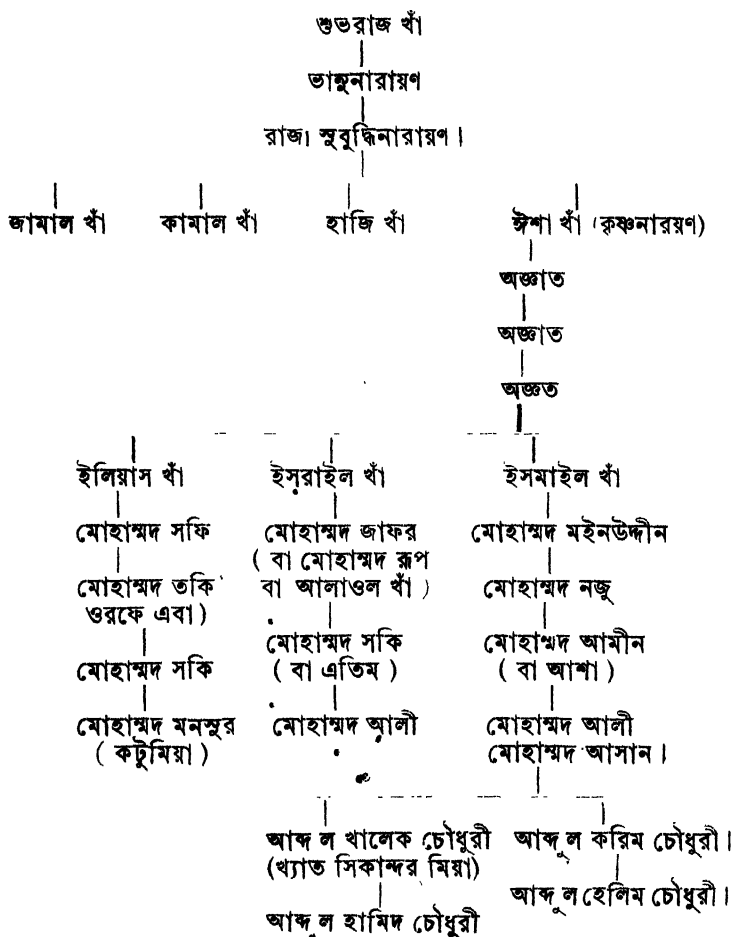 শুভরাজ খাঁ
ভানুনারায়ণ
রাজা সুবুদ্ধিনারায়ণ।
জামাল খাঁ কামাল খাঁ হাজি খাঁ ঈশা খাঁ (কৃষ্ণনারয়ণ)
অজ্ঞাত
অজ্ঞাত
অজ্ঞত
ইলিয়াস খাঁ ইসরাইল খাঁ ইসমাইল খাঁ
মোহাম্মদ সফি মোহাম্মদ জাফর মোহাম্মদ মইনউদ্দীন
( বা মোহাম্মদ রূপ
মোহাম্মদ তকি বা আলাওল খাঁ ) মোহাম্মদ নজু
ওরফে এবা)
মোহাম্মদ সকি মোহাম্মদ আমীন
মোহাম্মদ সকি ( বা এতিম ) ( বা আশা )
মোহাম্মদ মনসুর মোহাম্মদ আলী মোহাম্মদ আলী
( কটুমিয়া ) মোহাম্মদ আসান।
আব্দুল খালেক চৌধুরী আব্দুল করিম চৌধুরী।
(খ্যাত সিকান্দর মিয়া)
আব্দুল হেলিম চৌধুরী।
আব্দুল হামিদ চৌধুরী